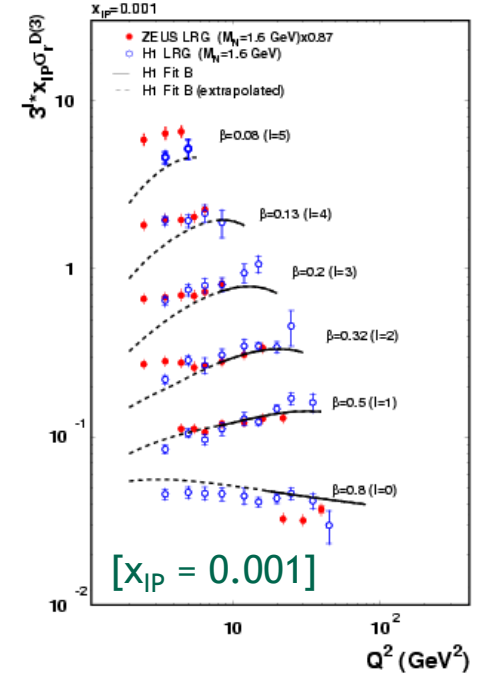 x_IP=0.001
3^l*x_IP σ_r^D(3)
ZEUS LRG (M_N=1.6 GeV)x0.87
H1 LRG (M_N=1.6 GeV)
H1 Fit B
H1 Fit B (extrapolated)
10
β=0.08 (l=5)
β=0.13 (l=4)
1
β=0.2 (l=3)
β=0.32 (l=2)
β=0.5 (l=1)
10^-1
β=0.8 (l=0)
[x_IP = 0.001]
10^-2
10
10^2
Q^2 (GeV^2)